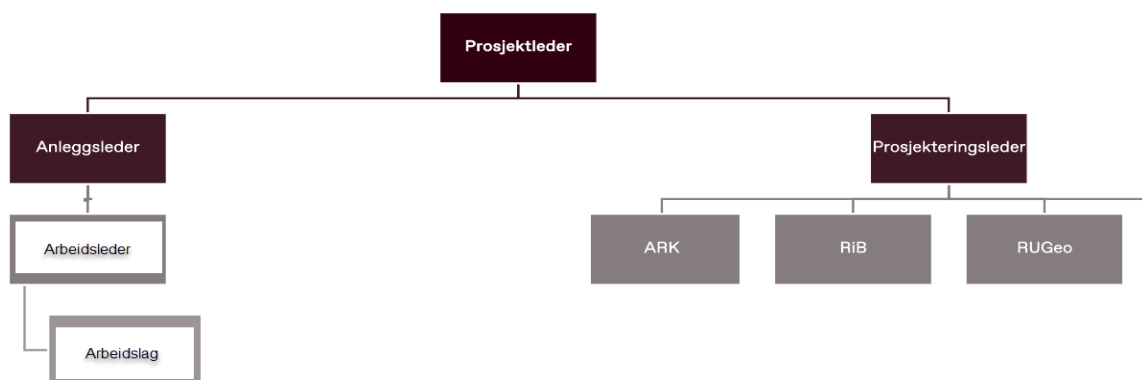 Prosjektleder
Anleggsleder
Prosjekteringsleder
Arbeidsleder
ARK
RiB
RUGeo
Arbeidslag